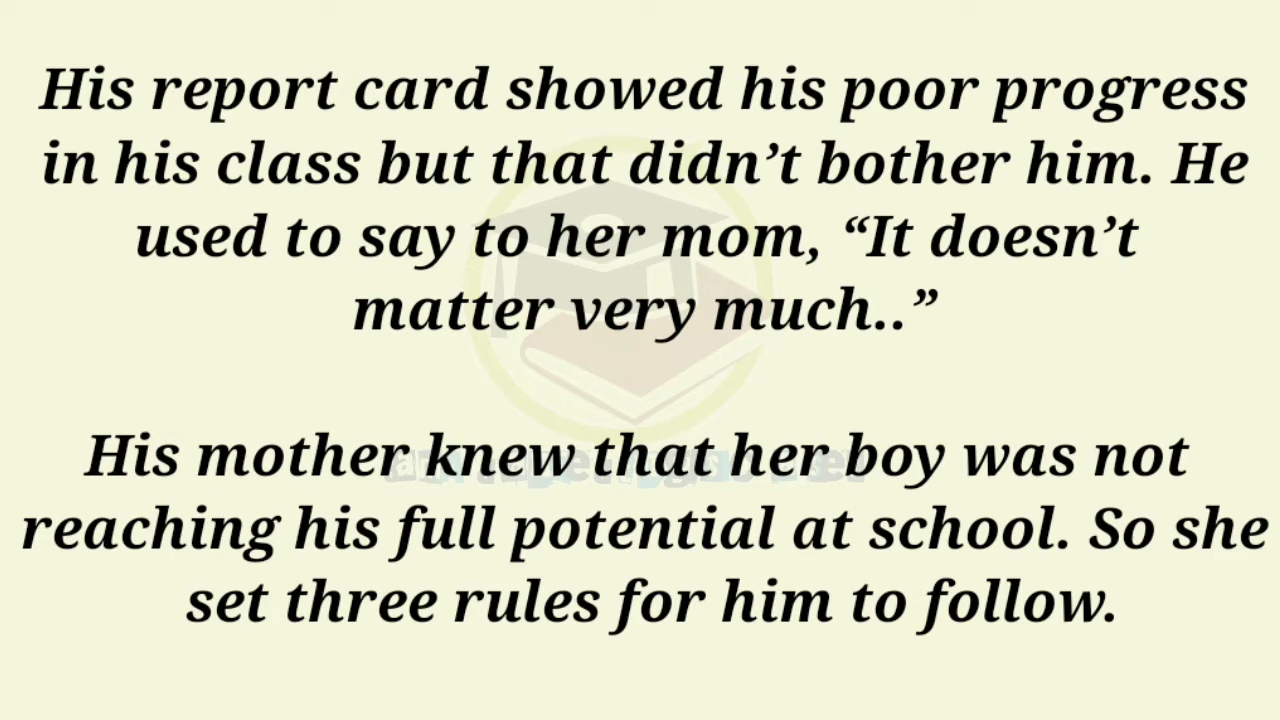 His report card showed his poor progress
in his class but that didn’t bother him. He
used to say to her mom, “It doesn’t
matter very much..”
His mother knew that her boy was not
reaching his full potential at school. So she
set three rules for him to follow.